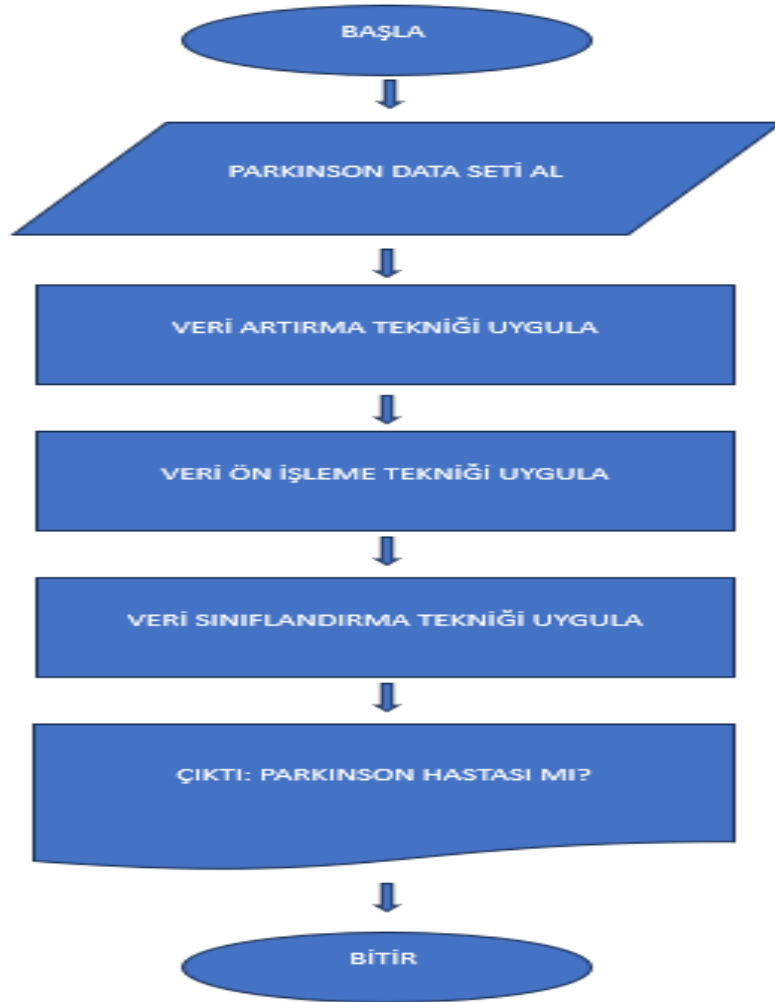 BAŞLA
PARKINSON DATA SETİ AL
VERİ ARTIRMA TEKNİĞİ UYGULA
VERİ ÖN İŞLEME TEKNİĞİ UYGULA
VERİ SINIFLANDIRMA TEKNİĞİ UYGULA
ÇIKTI: PARKINSON HASTASI MI?
BİTİR